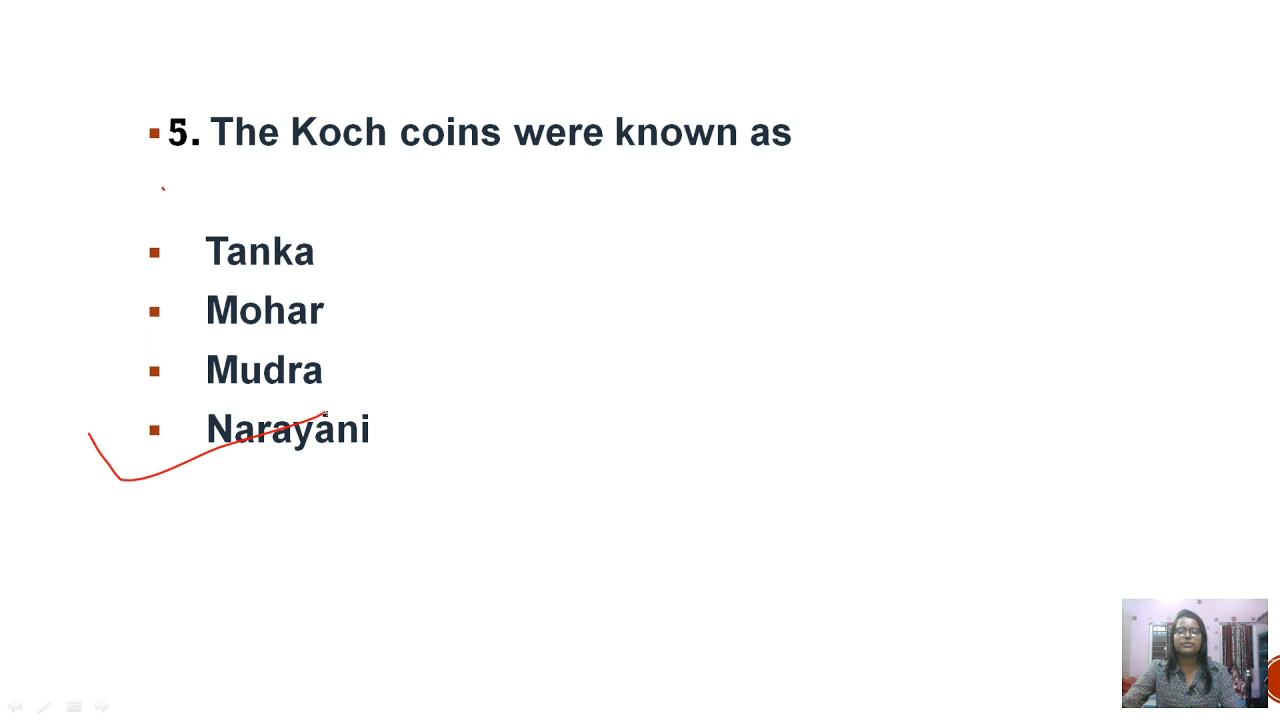 5. The Koch coins were known as
Tanka
Mohar
Mudra
Narayani